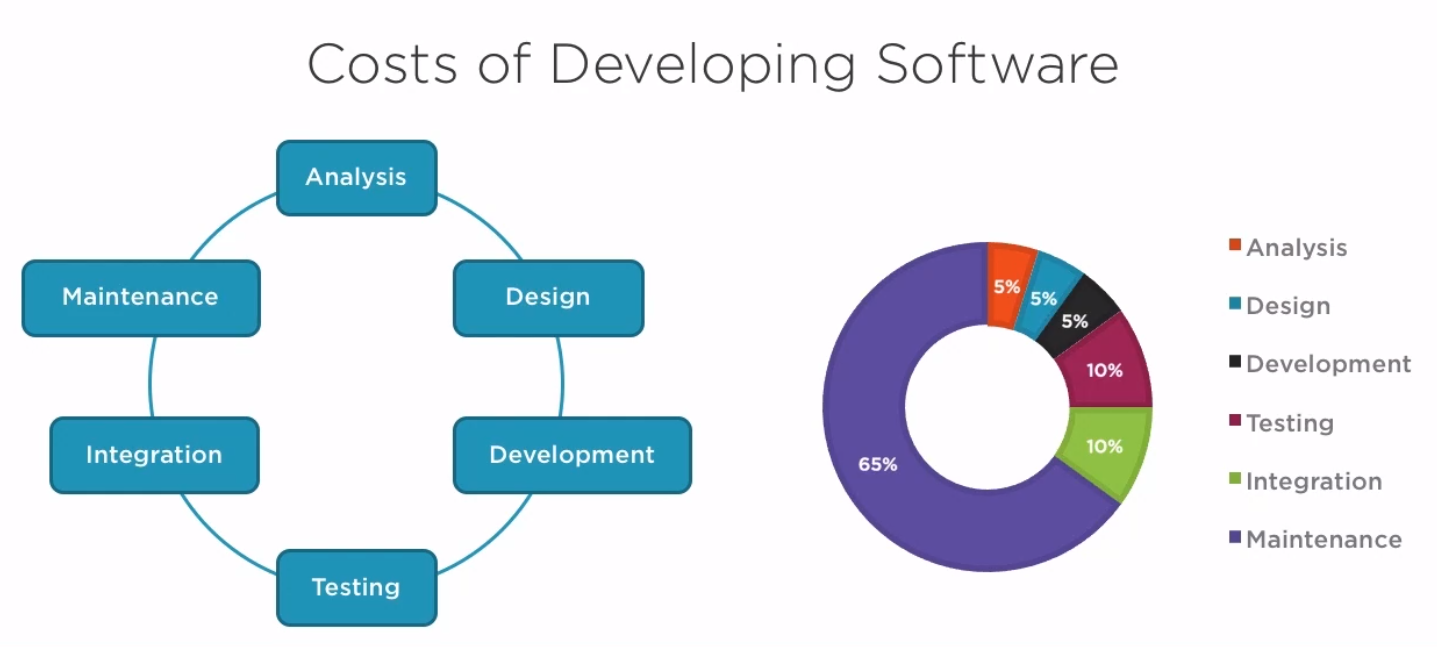 Costs of Developing Software
Analysis
Maintenance
Design
Integration
Development
Testing
5%
5%
5%
10%
10%
65%
Analysis
Design
Development
Testing
Integration
Maintenance